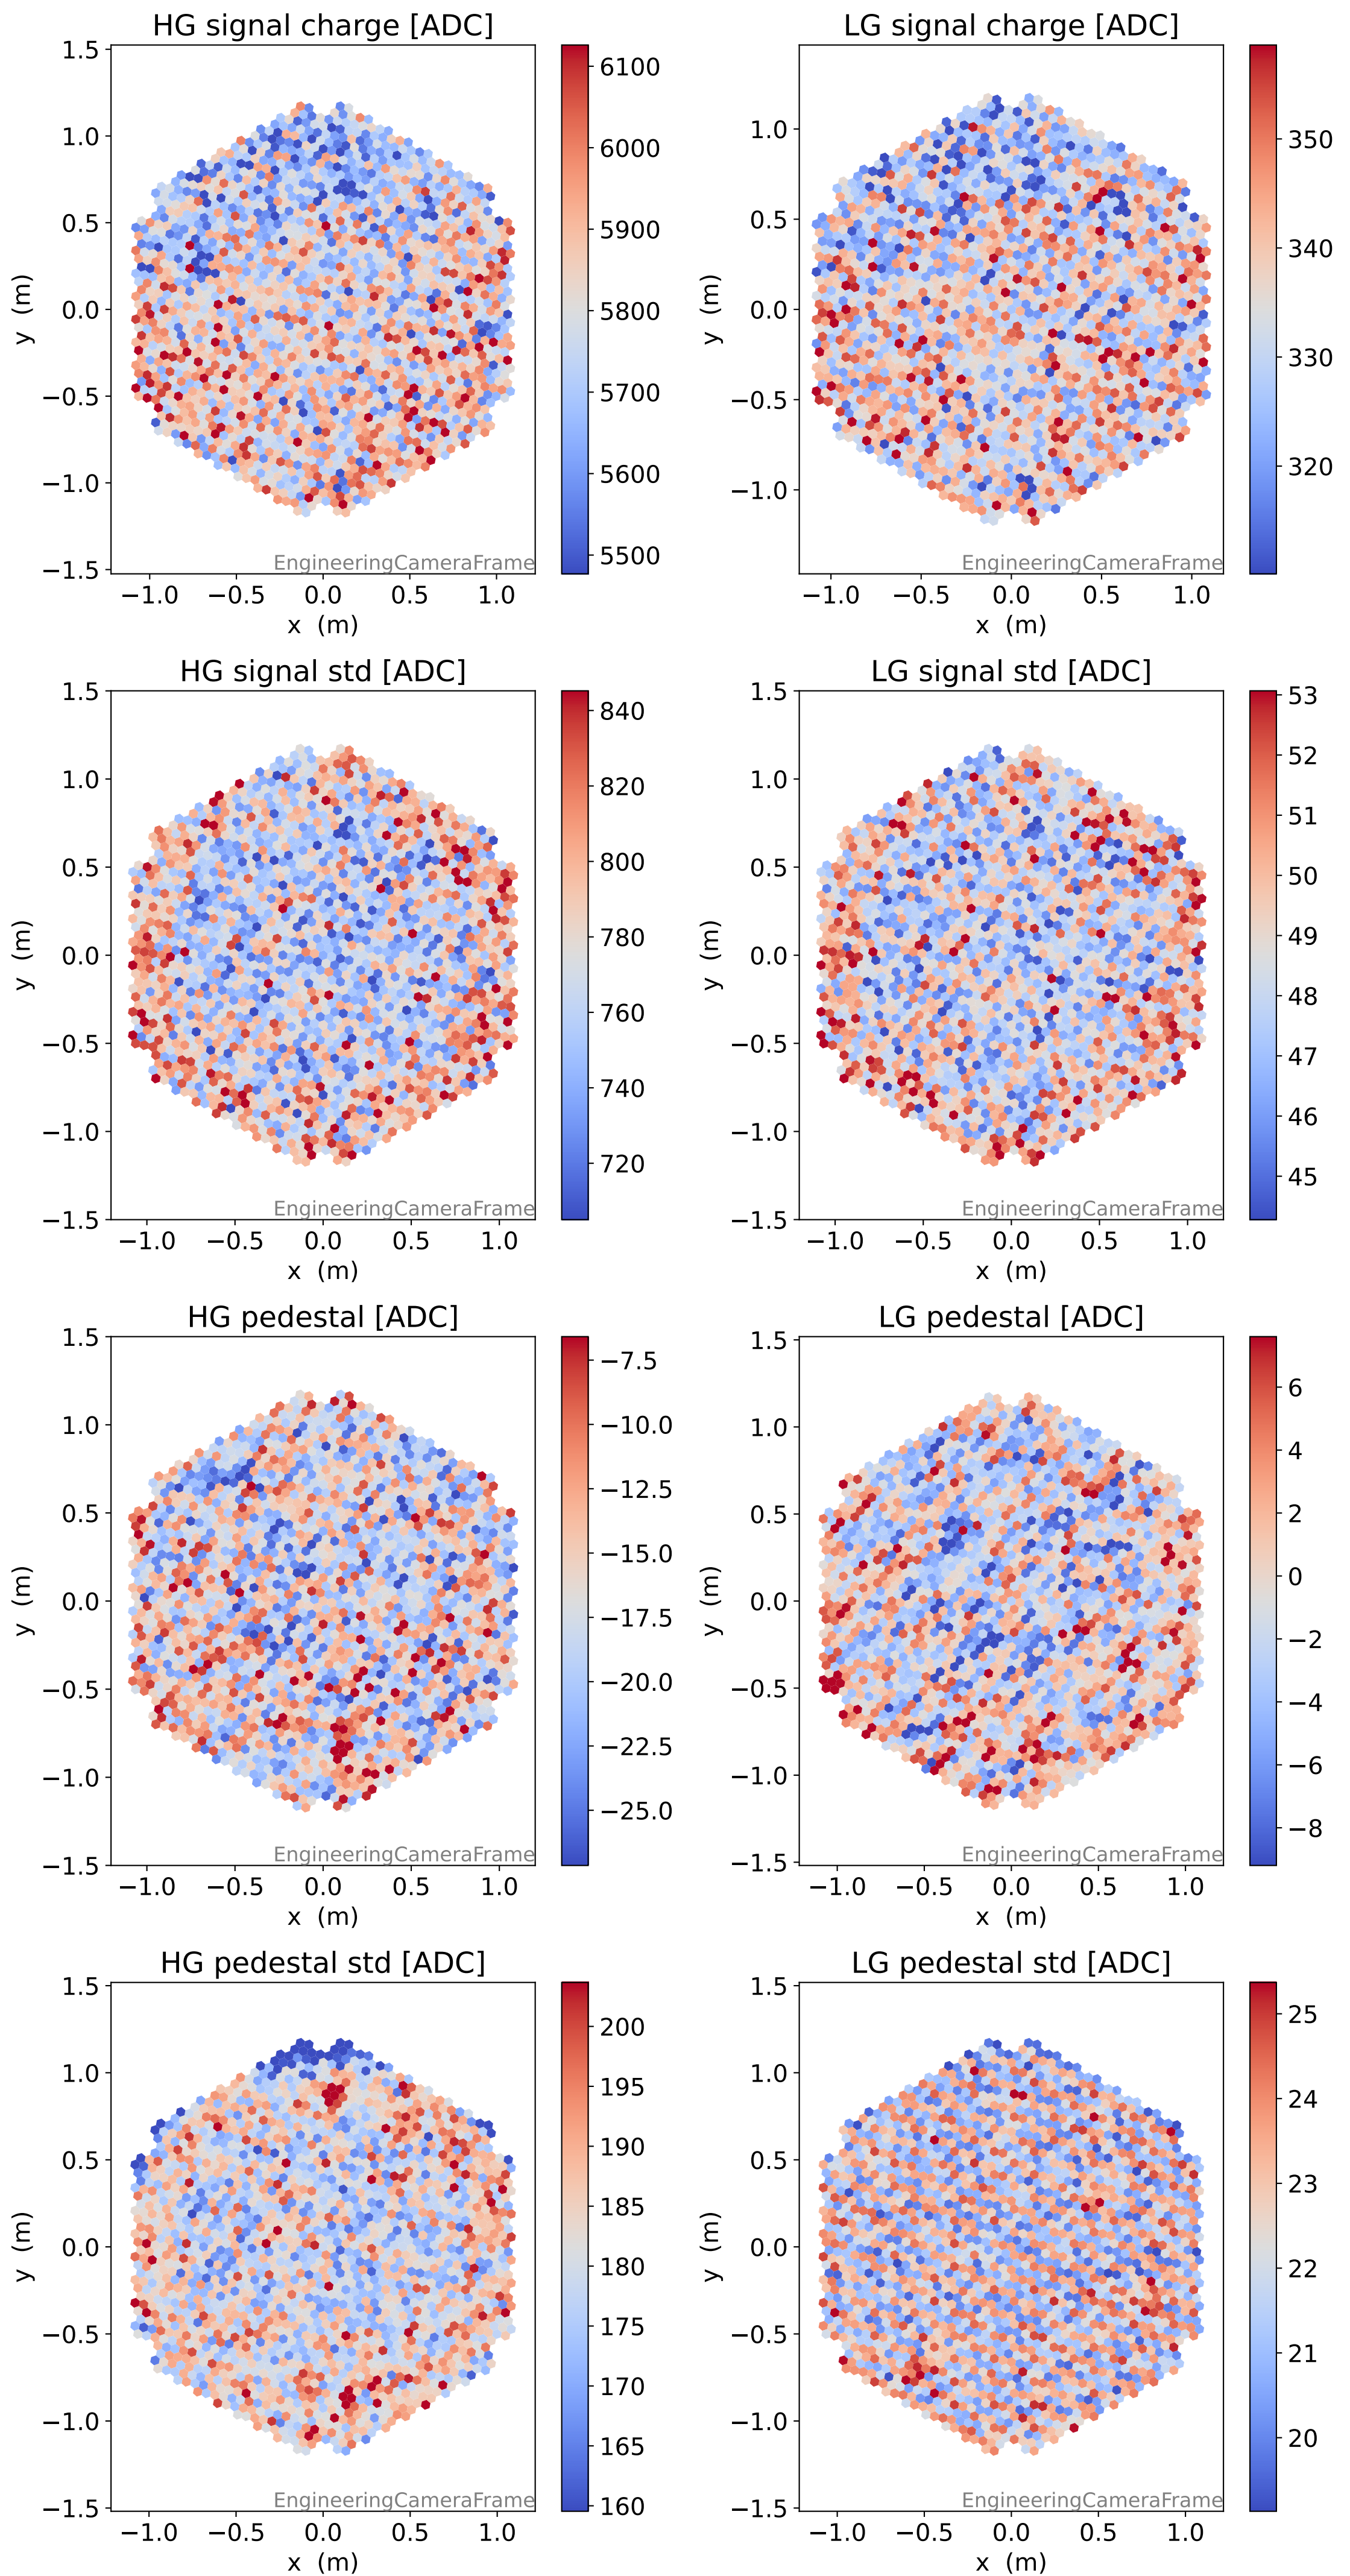 HG signal charge [ADC]
LG signal charge [ADC]
1.5
1.0
0.5
0.0
−0.5
−1.0
−1.5
y (m)
−1.0 −0.5 0.0 0.5 1.0
x (m)
EngineeringCameraFrame
6100
6000
5900
5800
5700
5600
5500
1.0
0.5
0.0
−0.5
−1.0
y (m)
−1.0 −0.5 0.0 0.5 1.0
x (m)
EngineeringCameraFrame
350
340
330
320
HG signal std [ADC]
LG signal std [ADC]
1.5
1.0
0.5
0.0
−0.5
−1.0
−1.5
y (m)
−1.0 −0.5 0.0 0.5 1.0
x (m)
EngineeringCameraFrame
840
820
800
780
760
740
720
1.5
1.0
0.5
0.0
−0.5
−1.0
−1.5
y (m)
−1.0 −0.5 0.0 0.5 1.0
x (m)
EngineeringCameraFrame
53
52
51
50
49
48
47
46
45
HG pedestal [ADC]
LG pedestal [ADC]
1.5
1.0
0.5
0.0
−0.5
−1.0
−1.5
y (m)
−1.0 −0.5 0.0 0.5 1.0
x (m)
EngineeringCameraFrame
−7.5
−10.0
−12.5
−15.0
−17.5
−20.0
−22.5
−25.0
1.5
1.0
0.5
0.0
−0.5
−1.0
−1.5
y (m)
−1.0 −0.5 0.0 0.5 1.0
x (m)
EngineeringCameraFrame
6
4
2
0
−2
−4
−6
−8
HG pedestal std [ADC]
LG pedestal std [ADC]
1.5
1.0
0.5
0.0
−0.5
−1.0
−1.5
y (m)
−1.0 −0.5 0.0 0.5 1.0
x (m)
EngineeringCameraFrame
200
195
190
185
180
175
170
165
160
1.5
1.0
0.5
0.0
−0.5
−1.0
−1.5
y (m)
−1.0 −0.5 0.0 0.5 1.0
x (m)
EngineeringCameraFrame
25
24
23
22
21
20